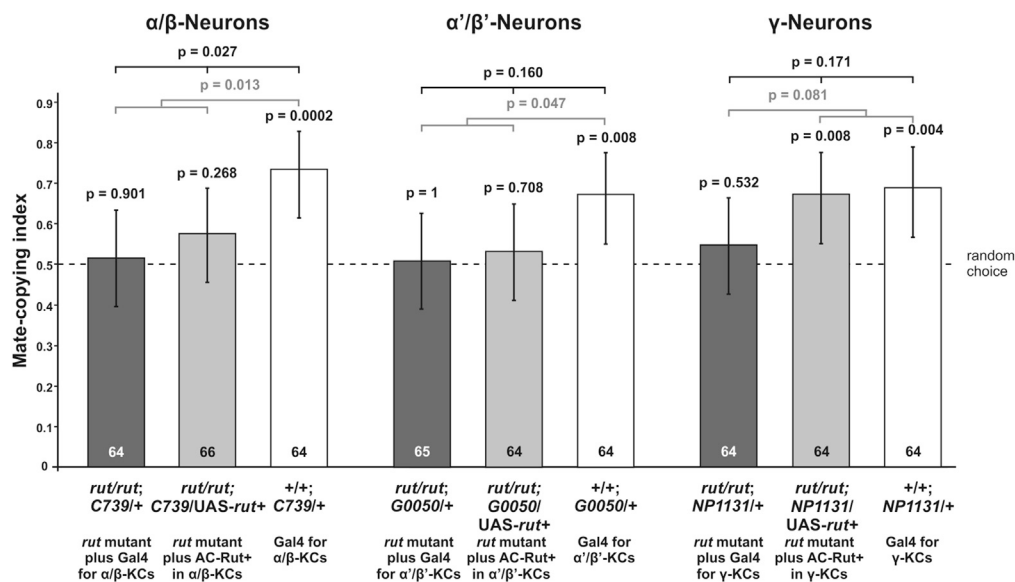 α/β-Neurons
α’/β’-Neurons
γ-Neurons
p = 0.027
p = 0.013
p = 0.0002
p = 0.901
p = 0.268
p = 0.160
p = 0.047
p = 0.008
p = 1
p = 0.708
p = 0.171
p = 0.081
p = 0.008
p = 0.004
p = 0.532
Mate-copying index
0.9
0.8
0.7
0.6
0.5
0.4
0.3
0.2
0.1
0
random
choice
64
66
64
65
64
64
64
64
64
rut/rut;
C739/+
rut mutant
plus Gal4
for α/β-KCs
rut/rut;
C739/UAS-rut+
rut mutant
plus AC-Rut+
in α/β-KCs
+/+;
C739/+
Gal4 for
α/β-KCs
rut/rut;
G0050/+
rut mutant
plus Gal4
for α’/β’-KCs
rut/rut;
G0050/
UAS-rut+
rut mutant
plus AC-Rut+
in α’/β’-KCs
+/+;
G0050/+
Gal4 for
α’/β’-KCs
rut/rut;
NP1131/+
rut mutant
plus Gal4
for γ-KCs
rut/rut;
NP1131/
UAS-rut+
rut mutant
plus AC-Rut+
in γ-KCs
+/+;
NP1131/+
Gal4 for
γ-KCs